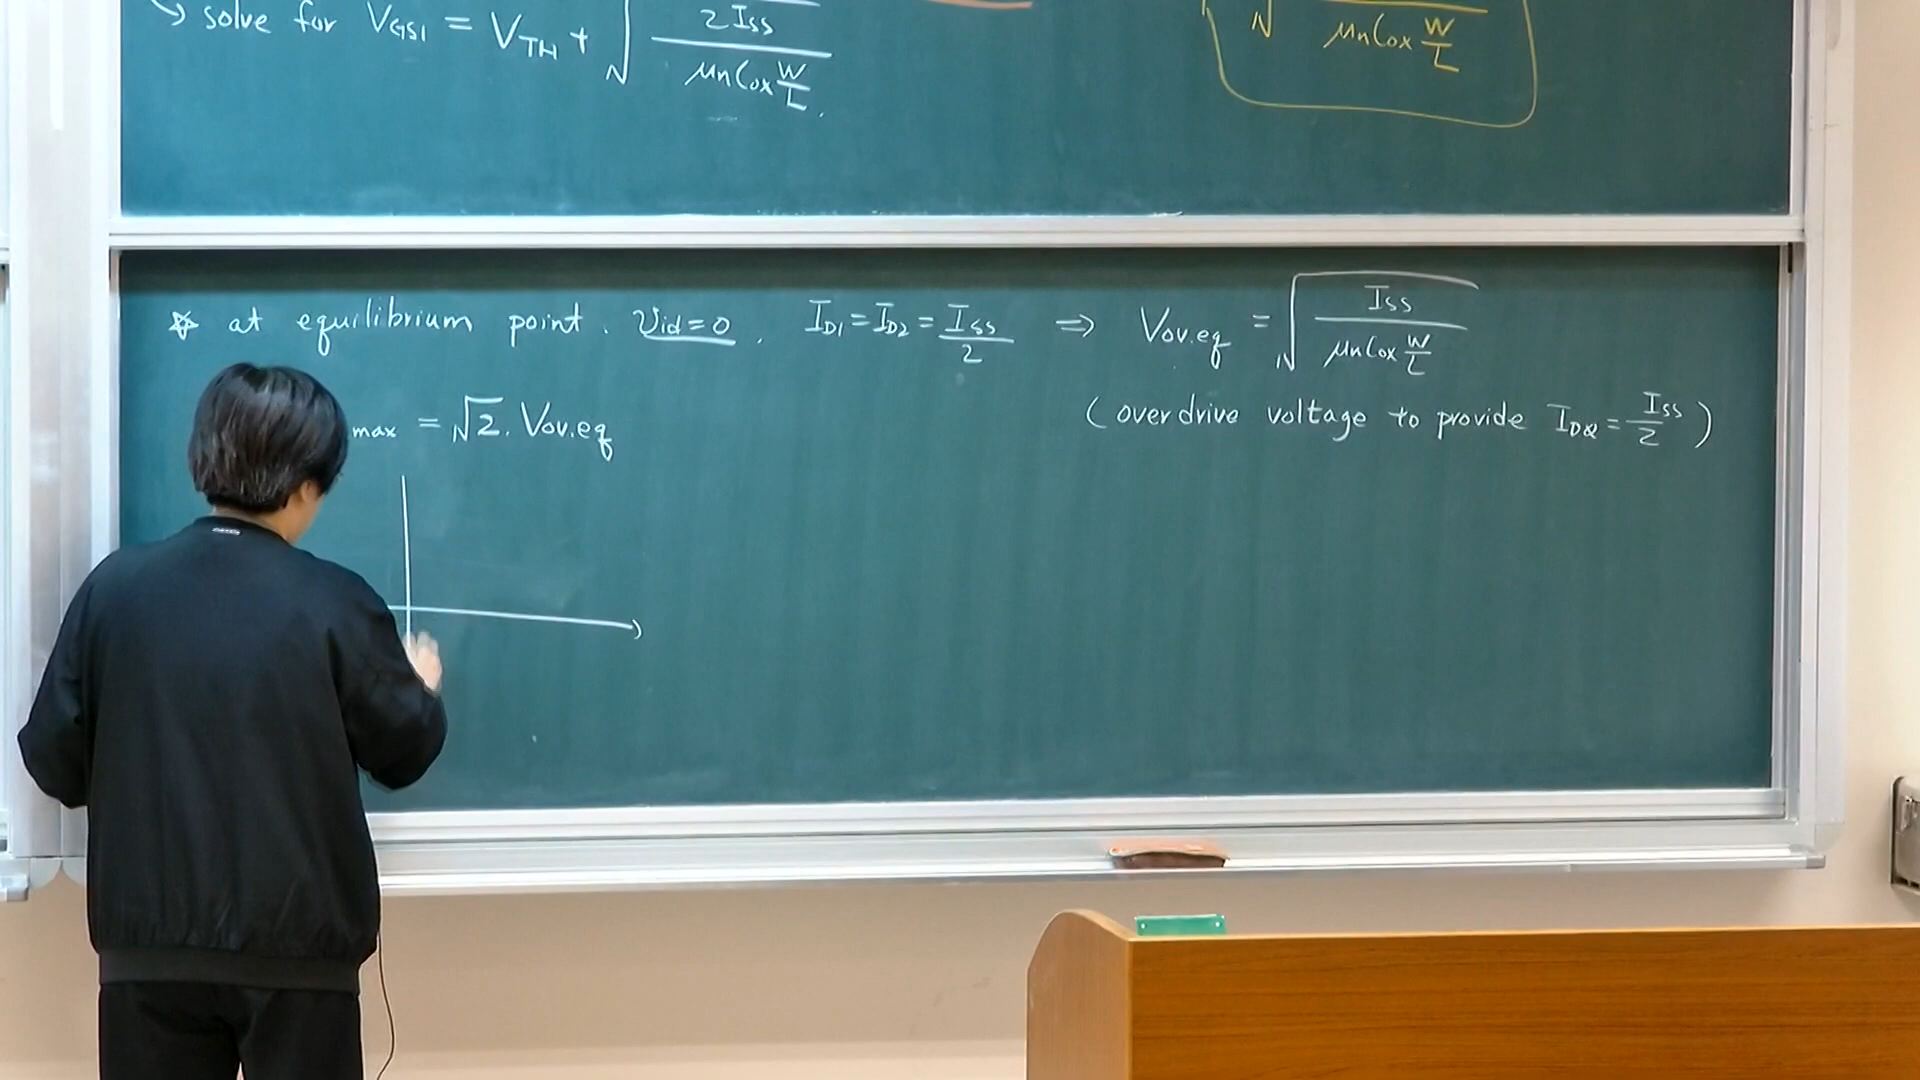 ↳ solve for VGS1 = VTH + √(2ISS / μnCox W/L)
√( / μnCox W/L)
☆ at equilibrium point. Vid=0, ID1=ID2=ISS/2 ⇒ Vov.eq = √(ISS / μnCox W/L)
(overdrive voltage to provide IDQ=ISS/2)
max = √2. Vov.eq